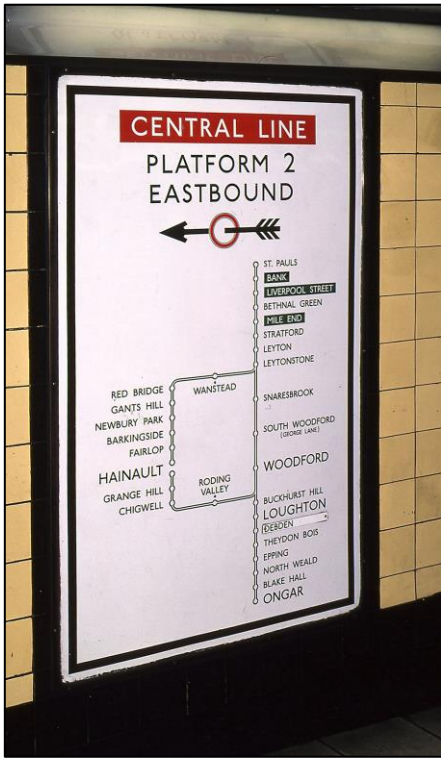 CENTRAL LINE
PLATFORM 2
EASTBOUND
ST. PAULS
BANK
LIVERPOOL STREET
BETHNAL GREEN
MILE END
STRATFORD
LEYTON
LEYTONSTONE
WANSTEAD
RED BRIDGE
GANTS HILL
NEWBURY PARK
BARKINGSIDE
FAIRLOP
HAINAULT
GRANGE HILL
CHIGWELL
RODING
VALLEY
SNARESBROOK
SOUTH WOODFORD
(GEORGE LANE)
WOODFORD
BUCKHURST HILL
LOUGHTON
DEBDEN
THEYDON BOIS
EPPING
NORTH WEALD
BLAKE HALL
ONGAR